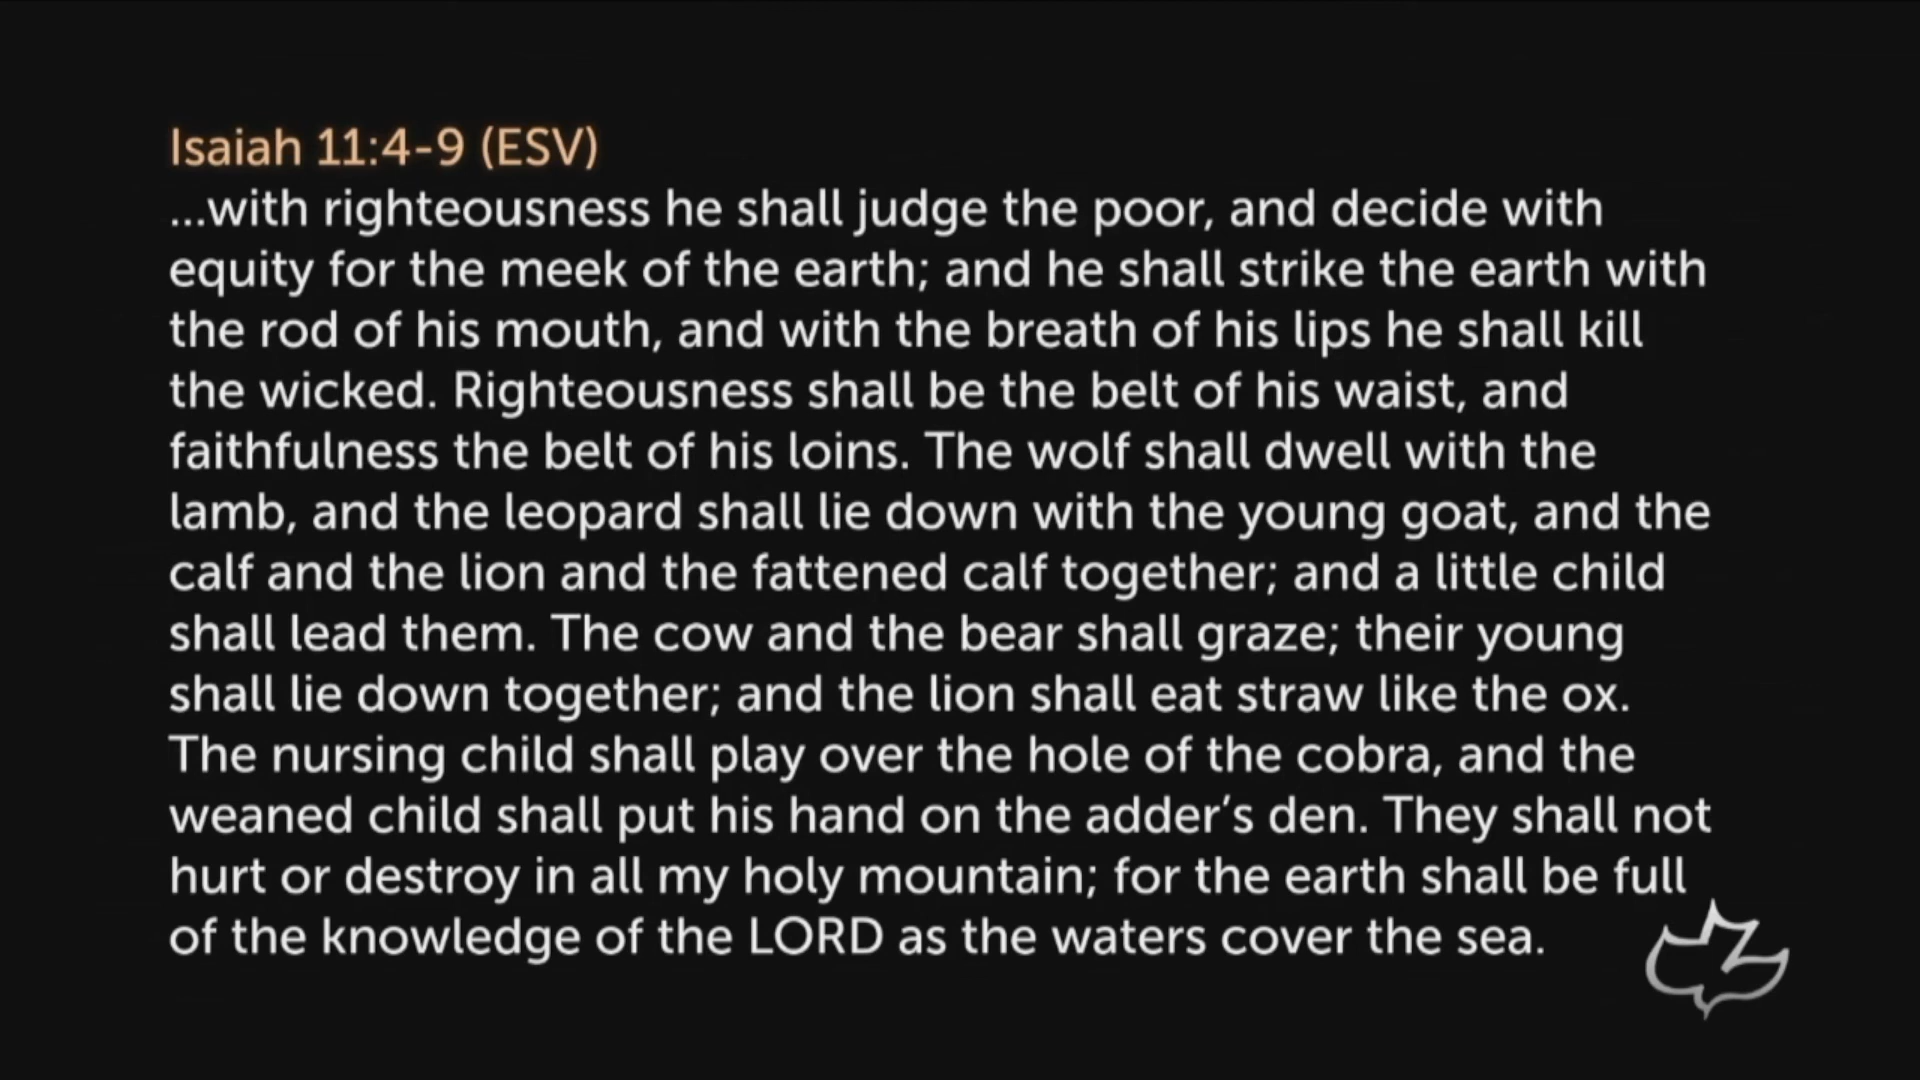 Isaiah 11:4-9 (ESV)
...with righteousness he shall judge the poor, and decide with
equity for the meek of the earth; and he shall strike the earth with
the rod of his mouth, and with the breath of his lips he shall kill
the wicked. Righteousness shall be the belt of his waist, and
faithfulness the belt of his loins. The wolf shall dwell with the
lamb, and the leopard shall lie down with the young goat, and the
calf and the lion and the fattened calf together; and a little child
shall lead them. The cow and the bear shall graze; their young
shall lie down together; and the lion shall eat straw like the ox.
The nursing child shall play over the hole of the cobra, and the
weaned child shall put his hand on the adder’s den. They shall not
hurt or destroy in all my holy mountain; for the earth shall be full
of the knowledge of the LORD as the waters cover the sea.